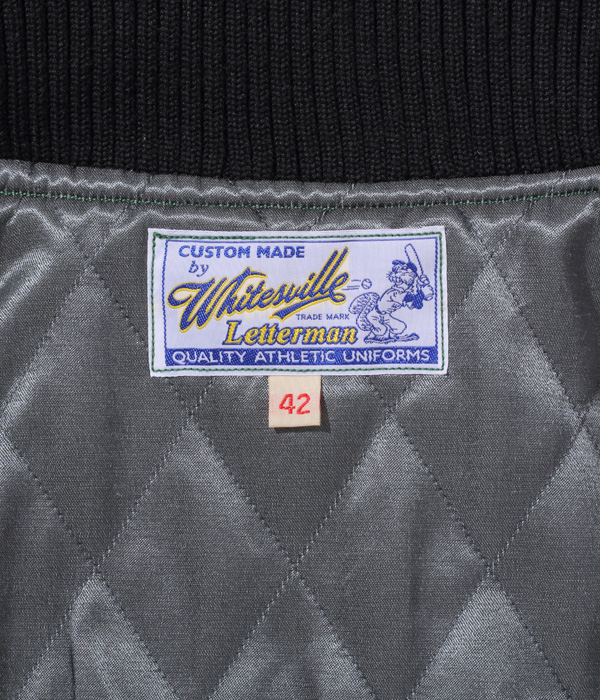 CUSTOM MADE
by
Whitesville
TRADE MARK
Letterman
QUALITY ATHLETIC UNIFORMS
42